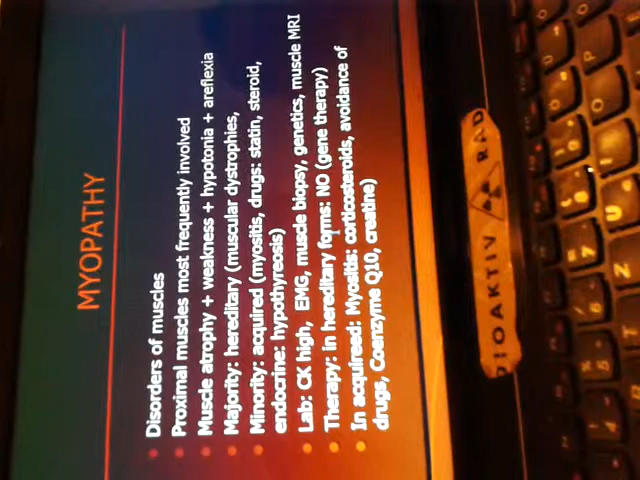 MYOPATHY
Disorders of muscles
Proximal muscles most frequently involved
Muscle atrophy + weakness + hypotonia + areflexia
Majority: hereditary (muscular dystrophies,
Minority: acquired (myositis, drugs: statin, steroid,
endocrine: hypothyreosis)
Lab: CK high, EMG, muscle biopsy, genetics, muscle MRI
Therapy: in hereditary forms: NO (gene therapy)
In acquireed: Myositis: corticosteroids, avoidance of
drugs, Coenzyme Q10, creatine)
DIOAKTIV RAD